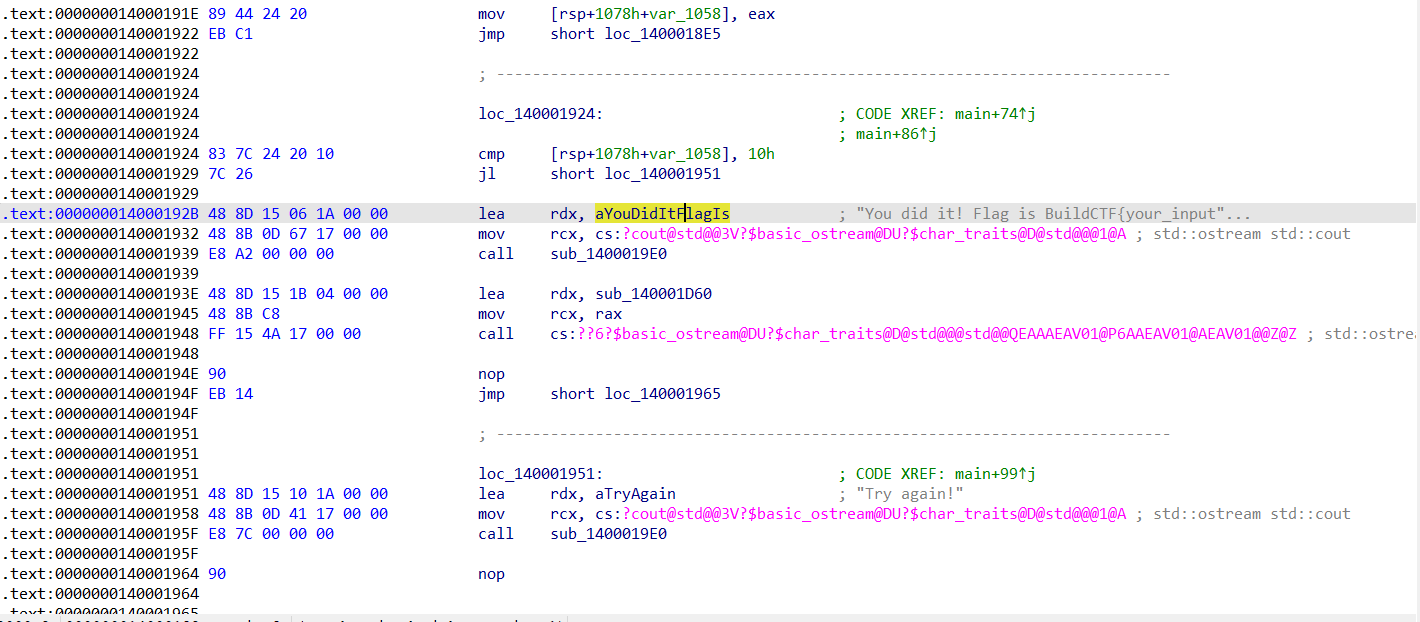 .text:000000014000191E 89 44 24 20 mov [rsp+1078h+var_1058], eax
.text:0000000140001922 EB C1 jmp short loc_1400018E5
.text:0000000140001922
.text:0000000140001924 ; ---------------------------------------------------------------------------
.text:0000000140001924
.text:0000000140001924 loc_140001924: ; CODE XREF: main+74↑j
.text:0000000140001924 ; main+86↑j
.text:0000000140001924 83 7C 24 20 10 cmp [rsp+1078h+var_1058], 10h
.text:0000000140001929 7C 26 jl short loc_140001951
.text:0000000140001929
.text:000000014000192B 48 8D 15 06 1A 00 00 lea rdx, aYouDidItFlagIs ; "You did it! Flag is BuildCTF{your_input"...
.text:0000000140001932 48 8B 0D 67 17 00 00 mov rcx, cs:?cout@std@@3V?$basic_ostream@DU?$char_traits@D@std@@@1@A ; std::ostream std::cout
.text:0000000140001939 E8 A2 00 00 00 call sub_1400019E0
.text:0000000140001939
.text:000000014000193E 48 8D 15 1B 04 00 00 lea rdx, sub_140001D60
.text:0000000140001945 48 8B C8 mov rcx, rax
.text:0000000140001948 FF 15 4A 17 00 00 call cs:??6?$basic_ostream@DU?$char_traits@D@std@@@std@@QEAAAEAV01@P6AAEAV01@AEAV01@@Z@Z ; std::ostre
.text:0000000140001948
.text:000000014000194E 90 nop
.text:000000014000194F EB 14 jmp short loc_140001965
.text:000000014000194F
.text:0000000140001951 ; ---------------------------------------------------------------------------
.text:0000000140001951
.text:0000000140001951 loc_140001951: ; CODE XREF: main+99↑j
.text:0000000140001951 48 8D 15 10 1A 00 00 lea rdx, aTryAgain ; "Try again!"
.text:0000000140001958 48 8B 0D 41 17 00 00 mov rcx, cs:?cout@std@@3V?$basic_ostream@DU?$char_traits@D@std@@@1@A ; std::ostream std::cout
.text:000000014000195F E8 7C 00 00 00 call sub_1400019E0
.text:000000014000195F
.text:0000000140001964 90 nop
.text:0000000140001964
.text:0000000140001965